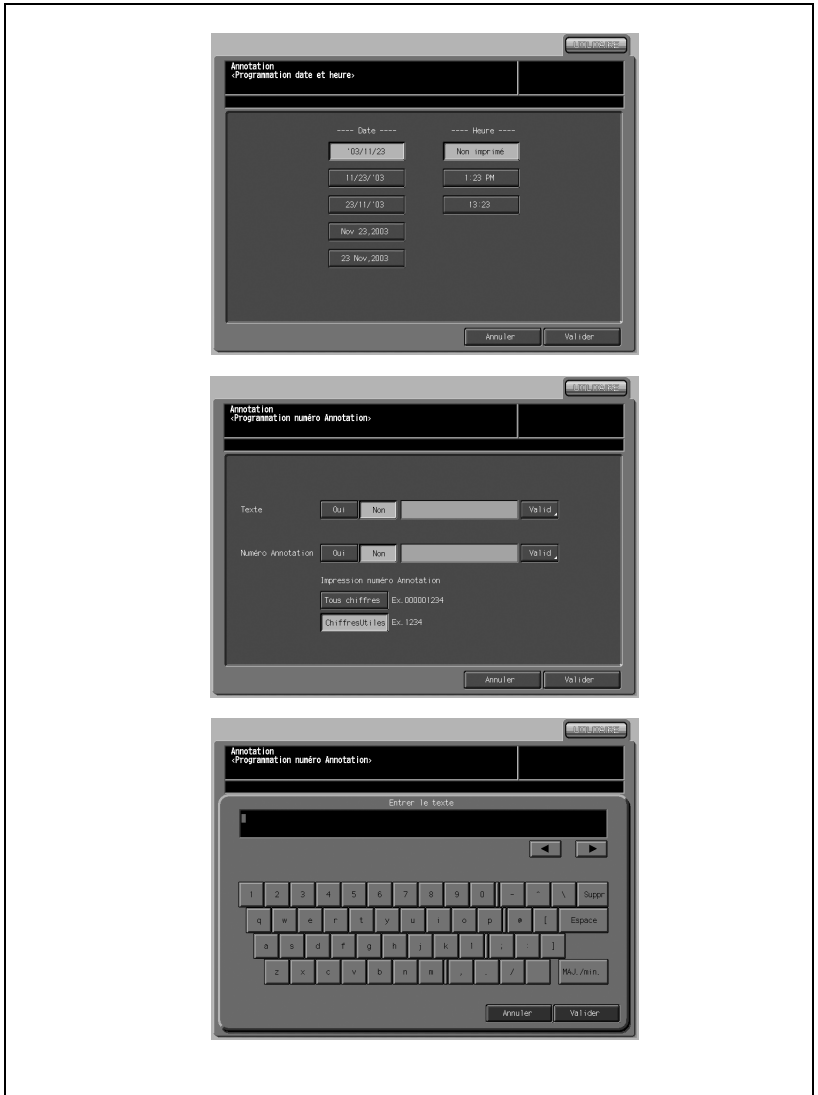 Annotation
<Programmation date et heure>
---- Date ---- ---- Heure ----
'03/11/23 Non imprimé
11/23/'03 1:23 PM
23/11/'03 13:23
Nov 23,2003
23 Nov,2003
Annuler Valider
Annotation
<Programmation numéro Annotation>
Texte Oui Non Valid.
Numéro Annotation Oui Non Valid.
Impression numéro Annotation
Tous chiffres Ex.000001234
ChiffresUtiles Ex.1234
Annuler Valider
Annotation
<Programmation numéro Annotation>
Entrer le texte
1 2 3 4 5 6 7 8 9 0 - ^ \ Suppr
q w e r t y u i o p @ [ Espace
a s d f g h j k l ; : ]
z x c v b n m , . / MAJ./min.
Annuler Valider